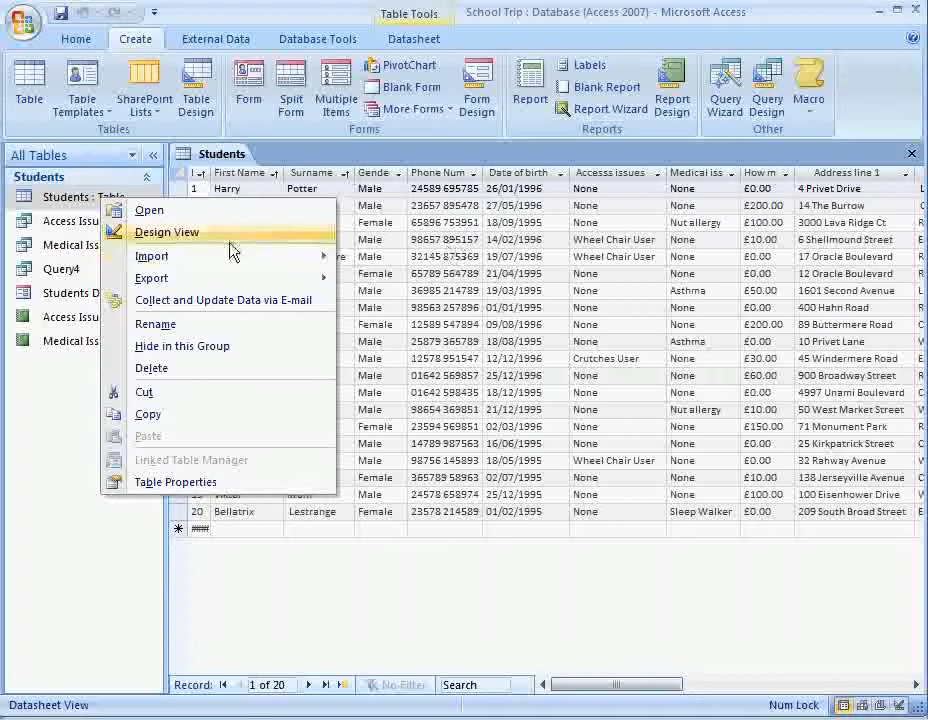 Table Tools
School Trip : Database (Access 2007) - Microsoft Access
Home Create External Data Database Tools Datasheet
Table
Table Templates
SharePoint Lists
Table Design
Tables
Form
Split Form
Multiple Items
PivotChart
Blank Form
More Forms
Form Design
Forms
Report
Labels
Blank Report
Report Wizard
Report Design
Reports
Query Wizard
Query Design
Macro
Other
All Tables
Students
Students : Table
Access Issu
Medical Iss
Query4
Students D
Access Issu
Medical Iss
Open
Design View
Import
Export
Collect and Update Data via E-mail
Rename
Hide in this Group
Delete
Cut
Copy
Paste
Linked Table Manager
Table Properties
Students
First Name Surname Gende Phone Num Date of birth Accesss issues Medical iss How m Address line 1
1 Harry Potter Male 24589 695785 26/01/1996 None None £0.00 4 Privet Drive
Male 23657 898478 27/05/1996 None None £200.00 14 The Burrow
Female 65896 753951 18/09/1995 None Nut allergy £100.00 3000 Lava Ridge Ct
Male 98657 895157 14/02/1996 Wheel Chair User None £0.00 6 Shellmound Street
re Male 32145 875369 19/07/1996 Wheel Chair User None £0.00 17 Oracle Boulevard
Female 65789 564789 21/04/1995 None None £0.00 12 Oracle Boulevard
Male 36985 214789 19/13/1995 None Asthma £50.00 1601 Second Avenue
Male 98563 257896 01/01/1995 None None £0.00 400 Hahn Road
Female 12589 547894 09/08/1996 None None £200.00 89 Buttermere Road
Male 25879 365789 18/08/1995 None Asthma £0.00 10 Privet Lane
Male 12578 951547 12/12/1996 Crutches User None £30.00 45 Windermere Road
Male 01642 569857 25/12/1995 None None £60.00 900 Broadway Street
Male 01642 598435 18/12/1995 None None £0.00 4997 Unami Boulevard
Male 98654 369851 21/12/1995 None Nut allergy £10.00 50 West Market Street
Female 23594 569851 02/03/1996 None None £150.00 71 Monument Park
Male 14789 987563 16/06/1995 None None £0.00 25 Kirkpatrick Street
Male 98756 145893 18/05/1995 Wheel Chair User None £0.00 32 Rahway Avenue
Female 365789 58963 02/07/1995 None None £10.00 138 Jerseyville Avenue
Male 24578 658974 25/12/1995 None None £100.00 100 Eisenhower Drive
20 Bellatrix Lestrange Female 23578 214589 01/02/1995 None Sleep Walker £0.00 209 South Broad Street
####
Record: 1 of 20 No Filter Search
Datasheet View
Num Lock